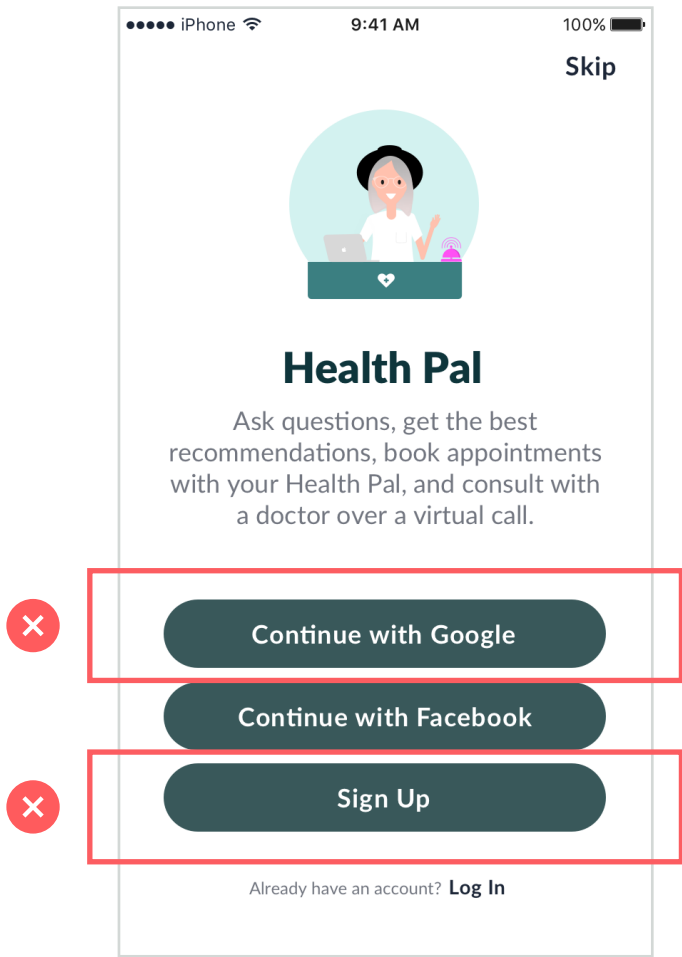 iPhone 9:41 AM 100%
Skip
Health Pal
Ask questions, get the best
recommendations, book appointments
with your Health Pal, and consult with
a doctor over a virtual call.
Continue with Google
Continue with Facebook
Sign Up
Already have an account? Log In